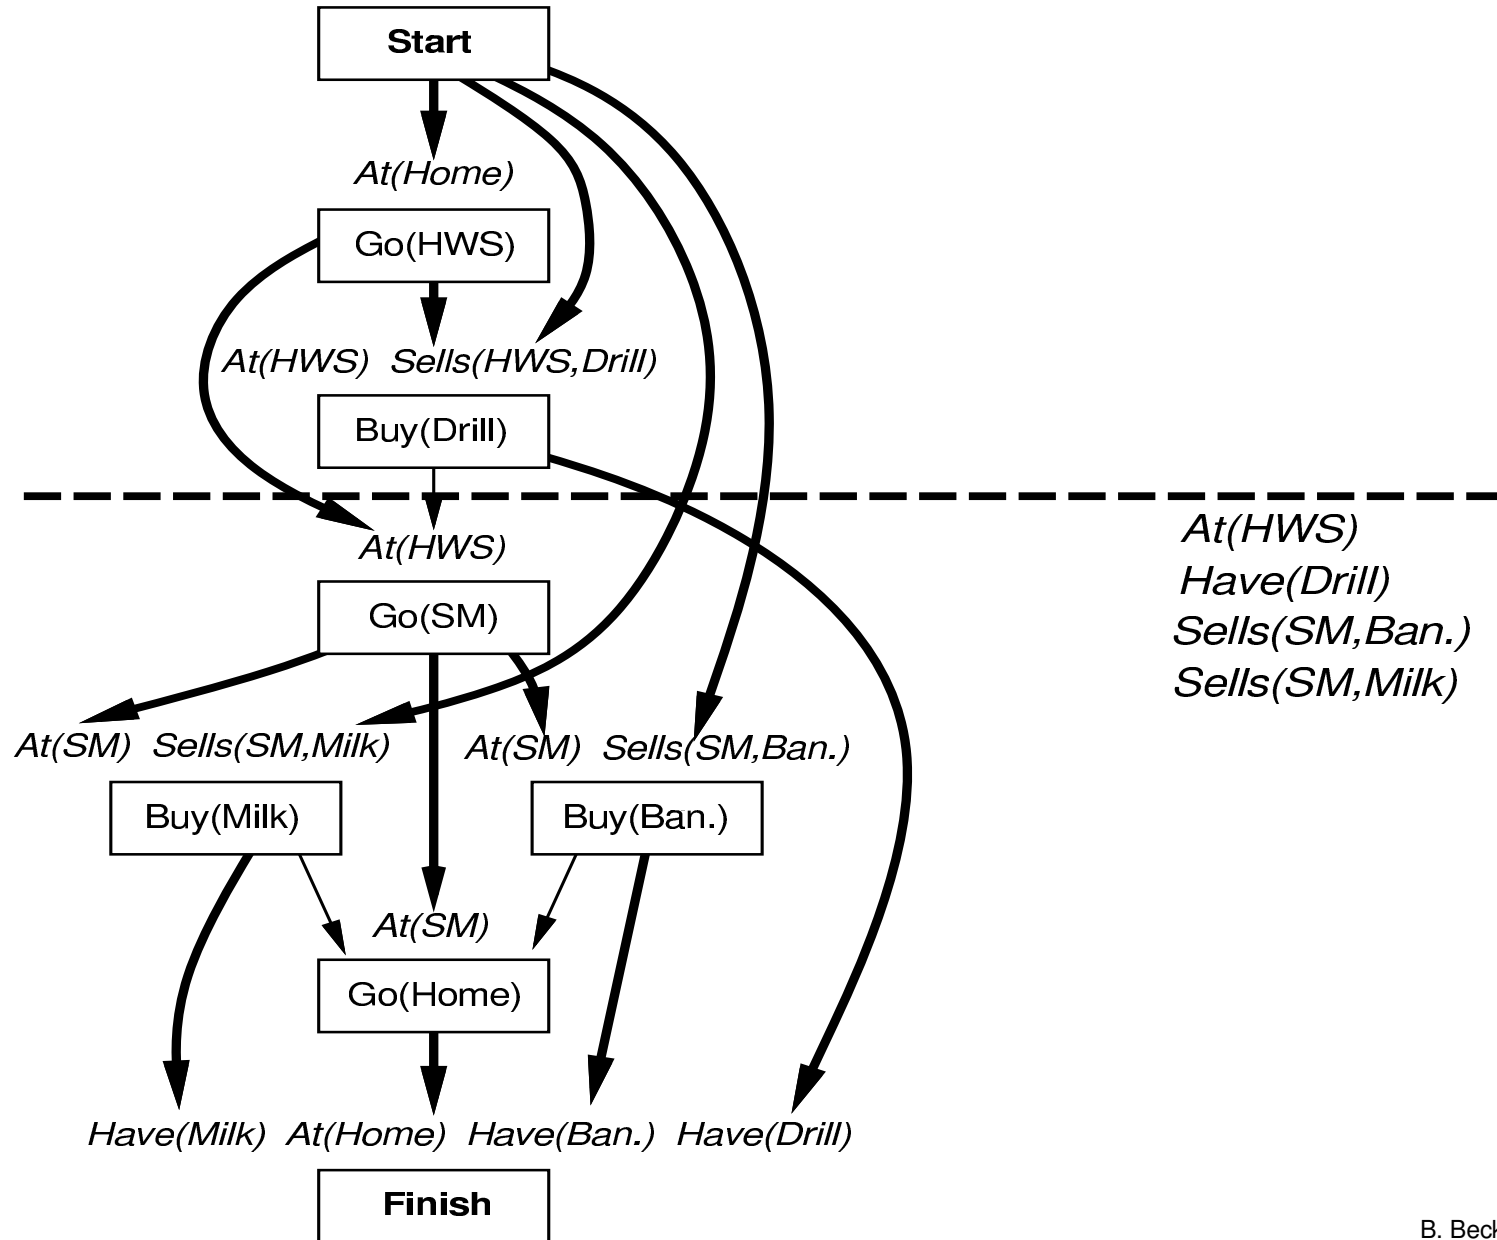 Start
At(Home)
Go(HWS)
At(HWS) Sells(HWS,Drill)
Buy(Drill)
At(HWS)
Go(SM)
At(SM) Sells(SM,Milk) At(SM) Sells(SM,Ban.)
Buy(Milk) Buy(Ban.)
At(SM)
Go(Home)
Have(Milk) At(Home) Have(Ban.) Have(Drill)
Finish
At(HWS)
Have(Drill)
Sells(SM,Ban.)
Sells(SM,Milk)
B. Beck